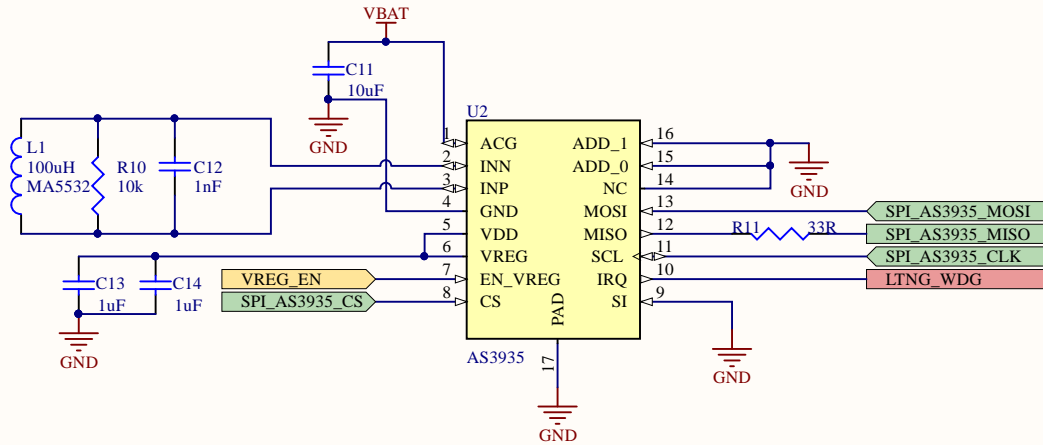 VBAT
C11
10uF
GND
L1
100uH
MA5532
R10
10k
C12
1nF
U2
1 ACG
2 INN
3 INP
4 GND
5 VDD
6 VREG
7 EN_VREG
8 CS
ADD_1 16
ADD_0 15
NC 14
MOSI 13
MISO 12
SCL 11
IRQ 10
SI 9
PAD
17
AS3935
GND
GND
SPI_AS3935_MOSI
R11 33R
SPI_AS3935_MISO
SPI_AS3935_CLK
LTNG_WDG
VREG_EN
SPI_AS3935_CS
C13
1uF
C14
1uF
GND
GND